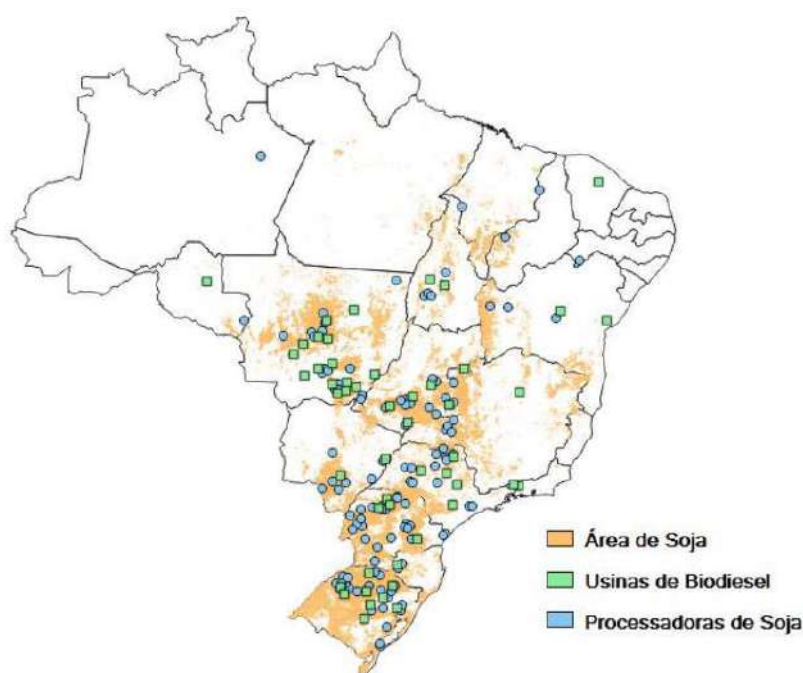 Área de Soja
Usinas de Biodiesel
Processadoras de Soja